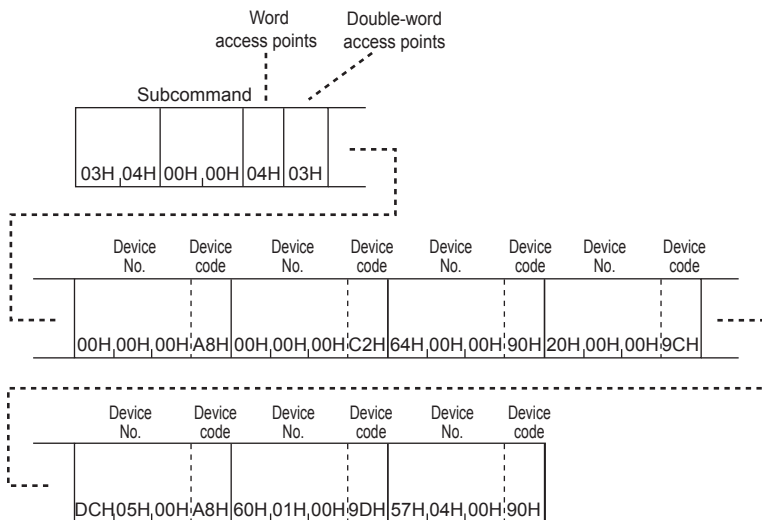 Word access points
Double-word access points
Subcommand
03H 04H 00H 00H 04H 03H
Device No. Device code Device No. Device code Device No. Device code Device No. Device code
00H 00H 00H A8H 00H 00H 00H C2H 64H 00H 00H 90H 20H 00H 00H 9CH
Device No. Device code Device No. Device code Device No. Device code
DCH 05H 00H A8H 60H 01H 00H 9DH 57H 04H 00H 90H